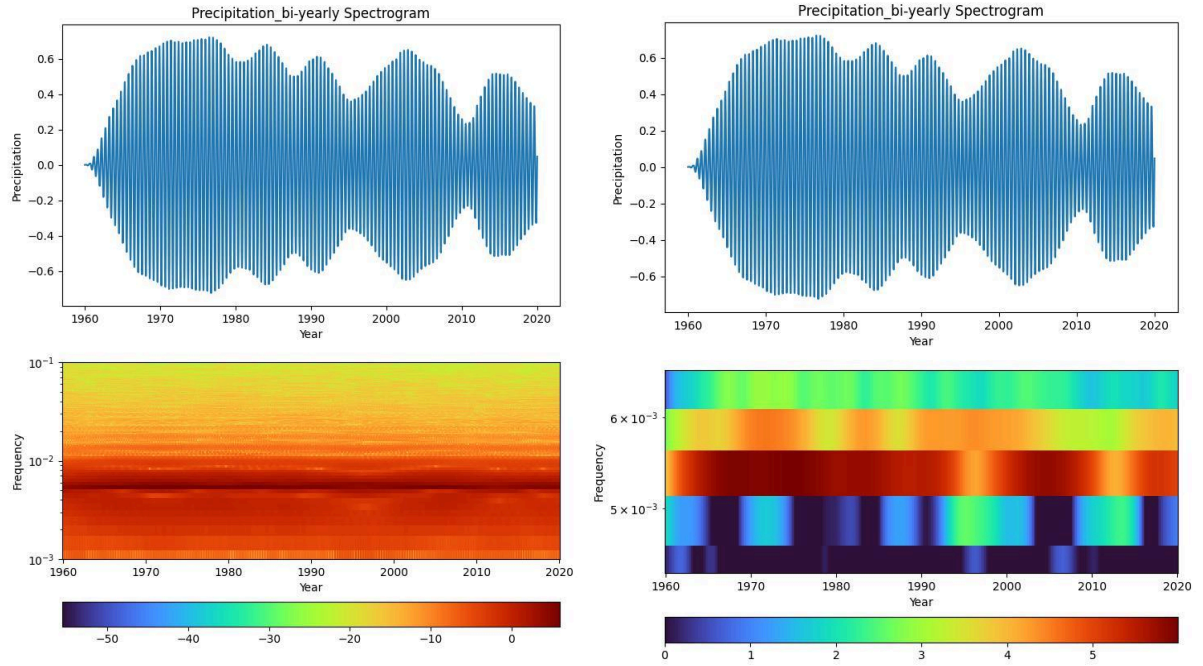 Precipitation_bi-yearly Spectrogram
0.6
0.4
0.2
0.0
−0.2
−0.4
−0.6
Precipitation
1960 1970 1980 1990 2000 2010 2020
Year
10⁻¹
10⁻²
10⁻³
Frequency
1960 1970 1980 1990 2000 2010 2020
Year
−50 −40 −30 −20 −10 0
Precipitation_bi-yearly Spectrogram
0.6
0.4
0.2
0.0
−0.2
−0.4
−0.6
Precipitation
1960 1970 1980 1990 2000 2010 2020
Year
6 × 10⁻³
5 × 10⁻³
Frequency
1960 1970 1980 1990 2000 2010 2020
Year
0 1 2 3 4 5